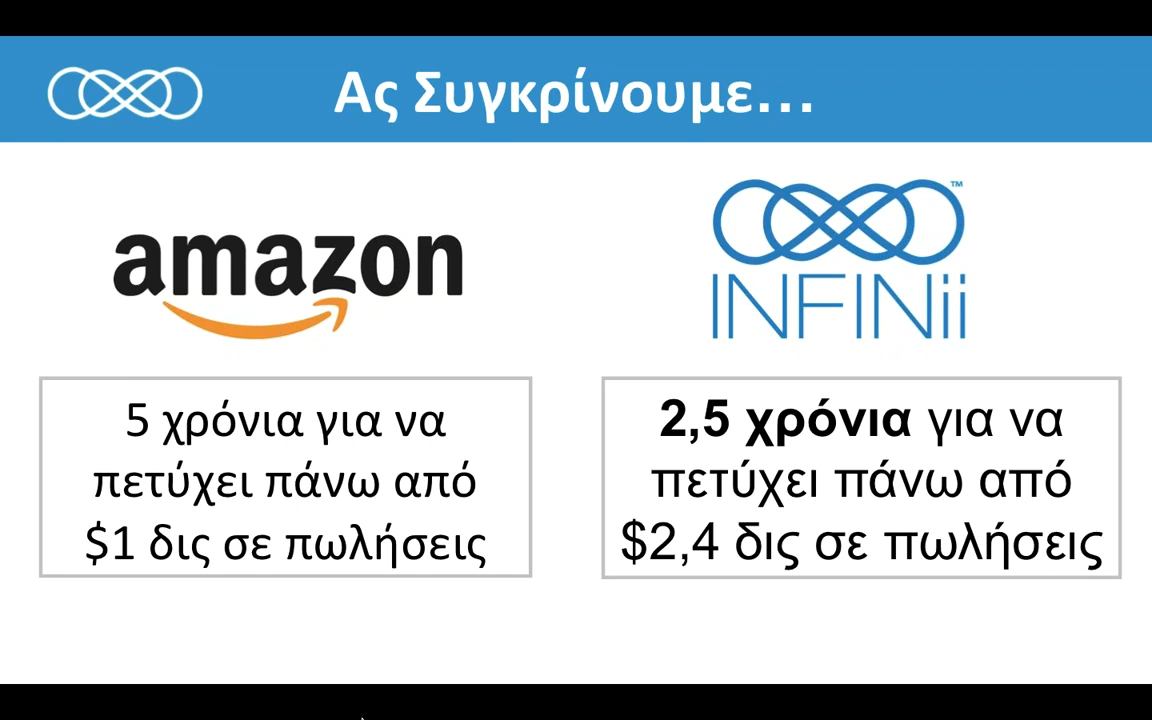 Ας Συγκρίνουμε...
amazon
INFINii™
5 χρόνια για να
πετύχει πάνω από
$1 δις σε πωλήσεις
2,5 χρόνια για να
πετύχει πάνω από
$2,4 δις σε πωλήσεις